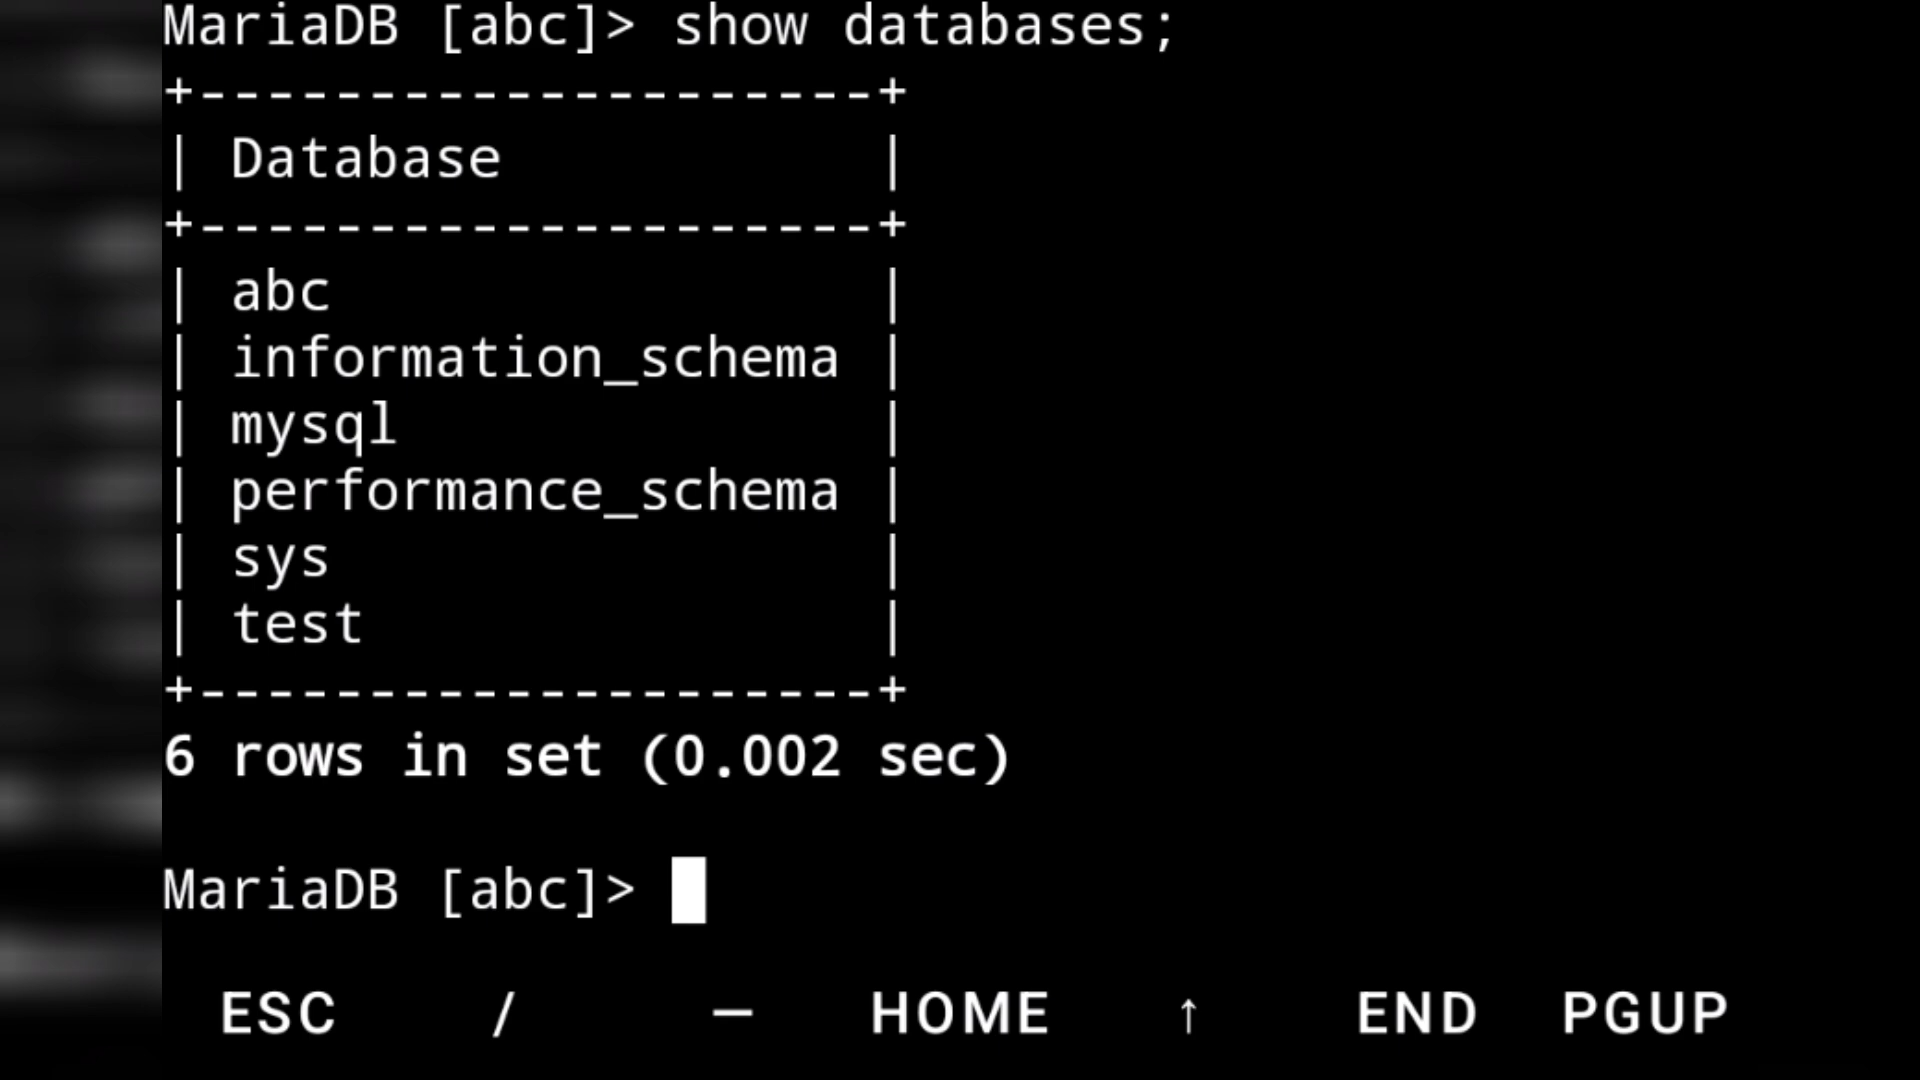 MariaDB [abc]> show databases;
+--------------------+
| Database           |
+--------------------+
| abc                |
| information_schema |
| mysql              |
| performance_schema |
| sys                |
| test               |
+--------------------+
6 rows in set (0.002 sec)
MariaDB [abc]>
ESC / — HOME ↑ END PGUP